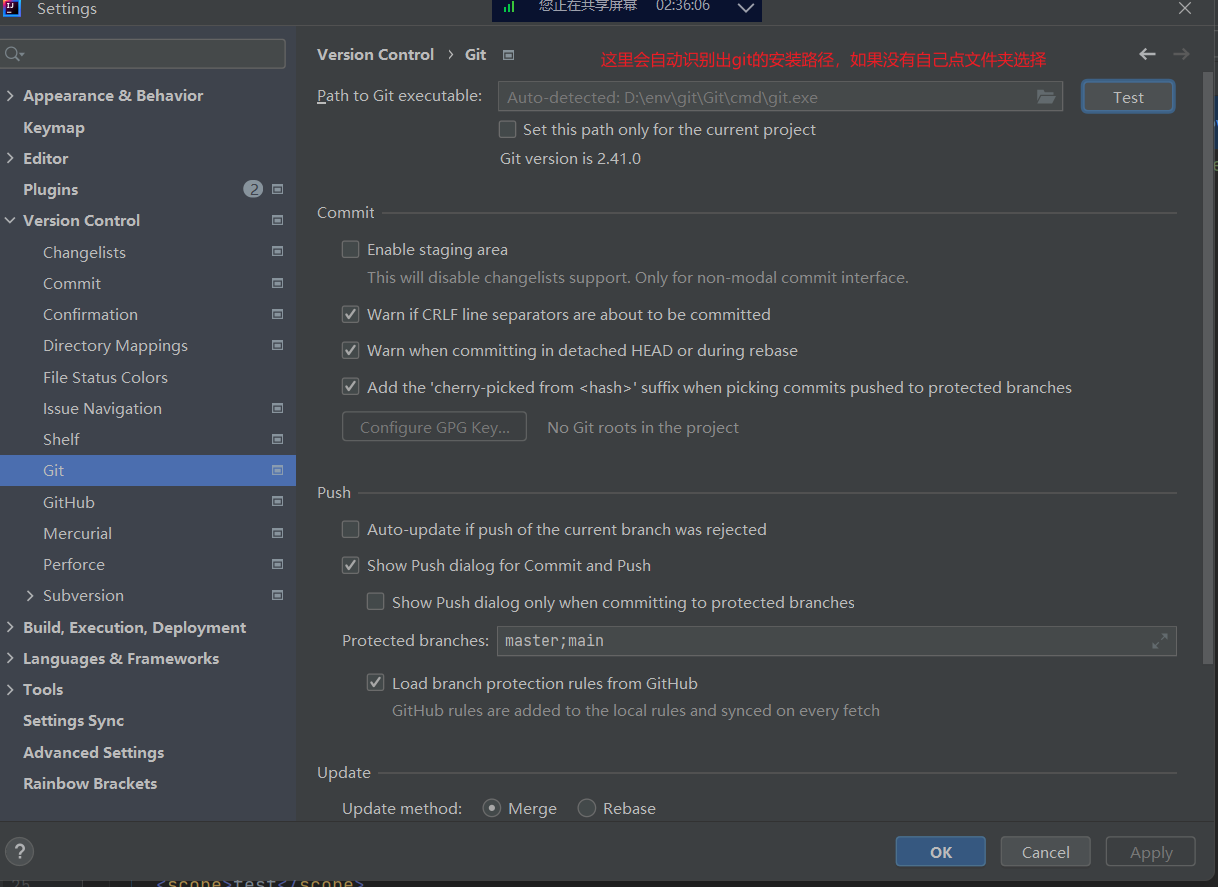 Settings
您正在共享屏幕 02:36:06
Version Control › Git
这里会自动识别出git的安装路径，如果没有自己点文件夹选择
Appearance & Behavior
Keymap
Editor
Plugins 2
Version Control
Changelists
Commit
Confirmation
Directory Mappings
File Status Colors
Issue Navigation
Shelf
Git
GitHub
Mercurial
Perforce
Subversion
Build, Execution, Deployment
Languages & Frameworks
Tools
Settings Sync
Advanced Settings
Rainbow Brackets
Path to Git executable: Auto-detected: D:\env\git\Git\cmd\git.exe Test
Set this path only for the current project
Git version is 2.41.0
Commit
Enable staging area
This will disable changelists support. Only for non-modal commit interface.
Warn if CRLF line separators are about to be committed
Warn when committing in detached HEAD or during rebase
Add the 'cherry-picked from <hash>' suffix when picking commits pushed to protected branches
Configure GPG Key... No Git roots in the project
Push
Auto-update if push of the current branch was rejected
Show Push dialog for Commit and Push
Show Push dialog only when committing to protected branches
Protected branches: master;main
Load branch protection rules from GitHub
GitHub rules are added to the local rules and synced on every fetch
Update
Update method: Merge Rebase
? OK Cancel Apply
25 <scope>test</scope>